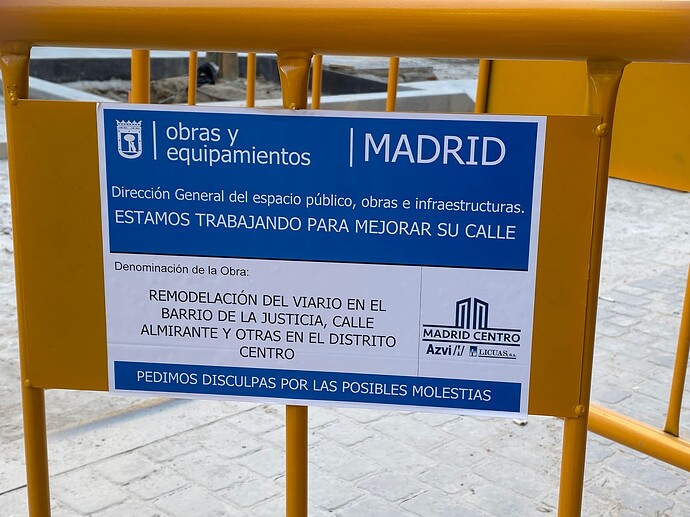 obras y
equipamientos
MADRID
Dirección General del espacio público, obras e infraestructuras.
ESTAMOS TRABAJANDO PARA MEJORAR SU CALLE
Denominación de la Obra:
REMODELACIÓN DEL VIARIO EN EL
BARRIO DE LA JUSTICIA, CALLE
ALMIRANTE Y OTRAS EN EL DISTRITO
CENTRO
MADRID CENTRO
Azvi LICUAS, S.A.
PEDIMOS DISCULPAS POR LAS POSIBLES MOLESTIAS